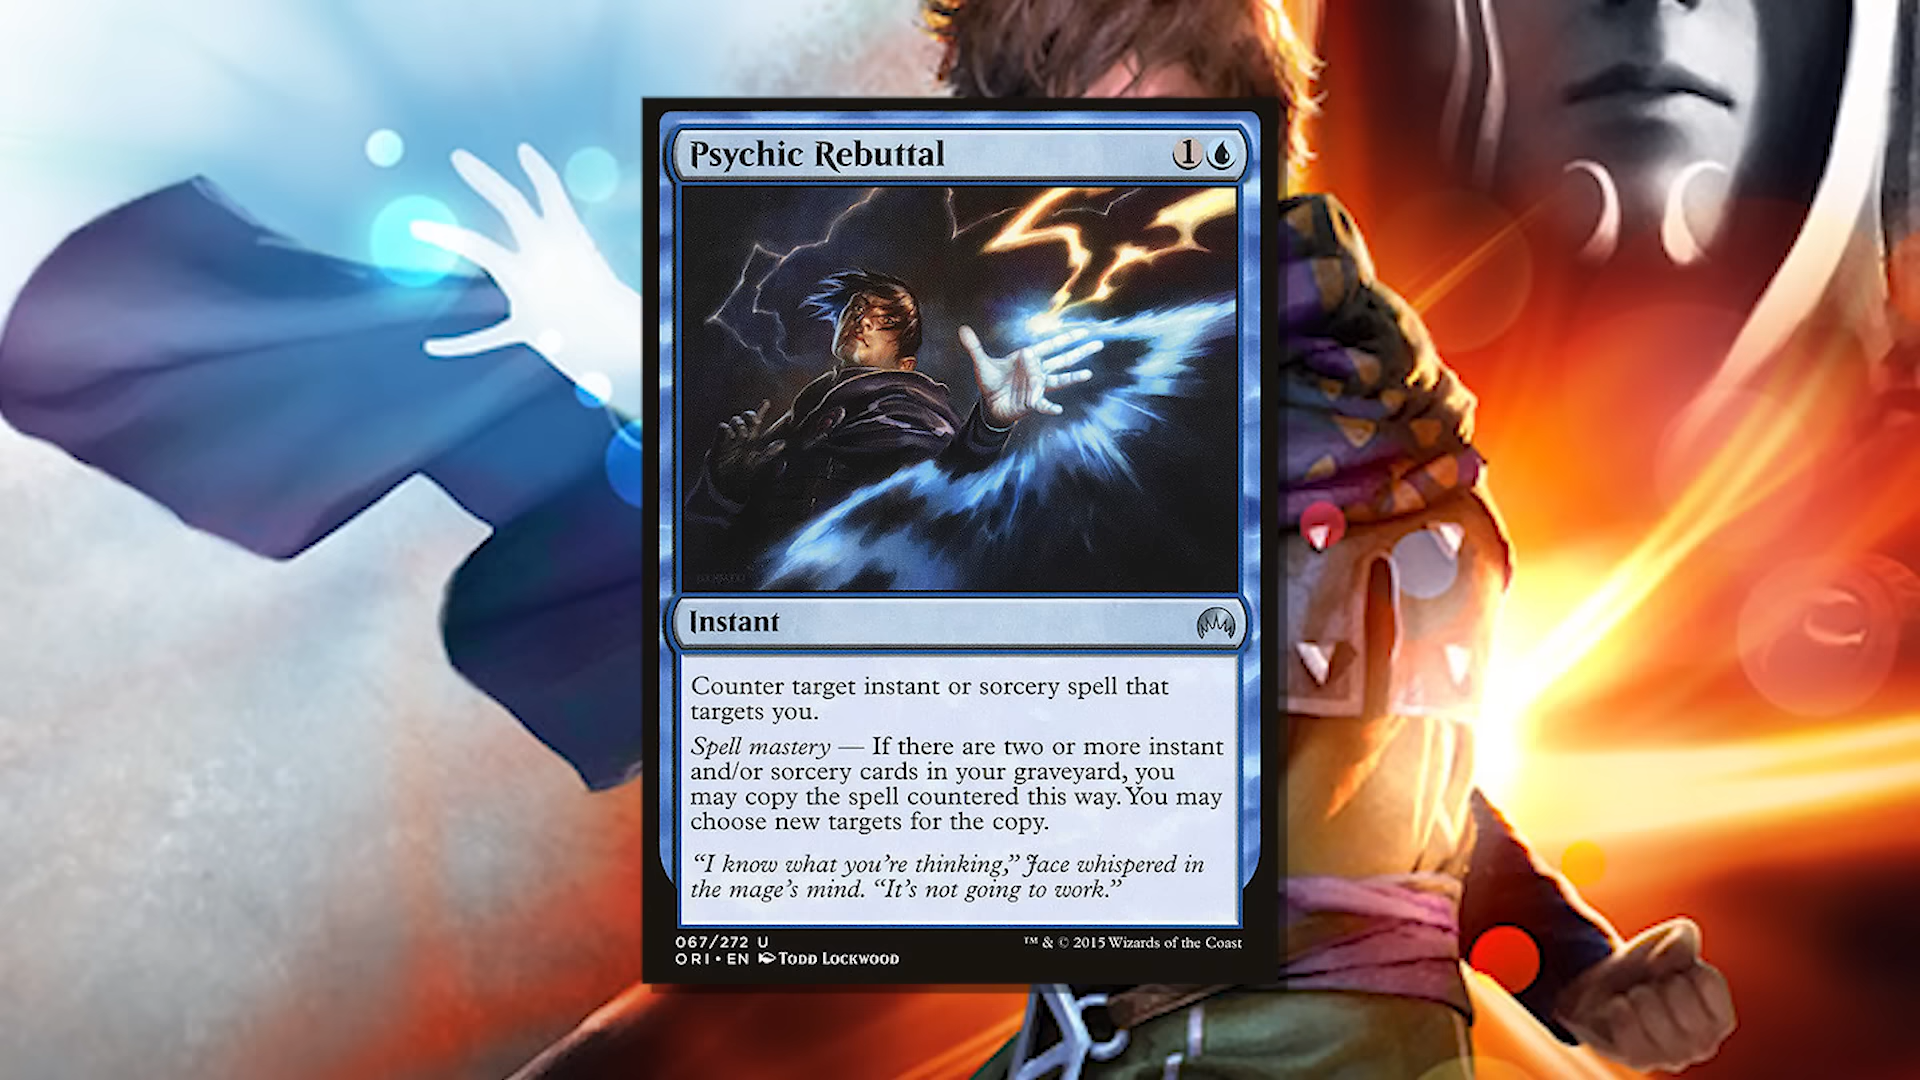 Psychic Rebuttal 1
Instant
Counter target instant or sorcery spell that
targets you.
Spell mastery — If there are two or more instant
and/or sorcery cards in your graveyard, you
may copy the spell countered this way. You may
choose new targets for the copy.
“I know what you’re thinking,” Jace whispered in
the mage’s mind. “It’s not going to work.”
067/272 U
ORI • EN Todd Lockwood
™ & © 2015 Wizards of the Coast